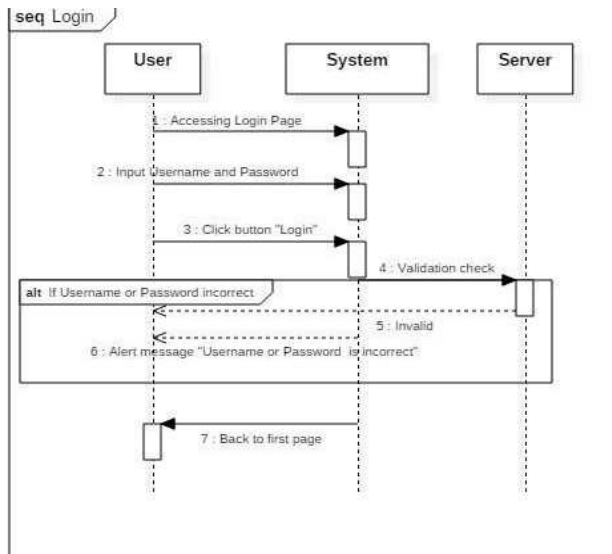 seq Login
User
System
Server
1 : Accessing Login Page
2 : Input Username and Password
3 : Click button "Login"
4 : Validation check
alt If Username or Password incorrect
5 : Invalid
6 : Alert message "Username or Password is incorrect"
7 : Back to first page